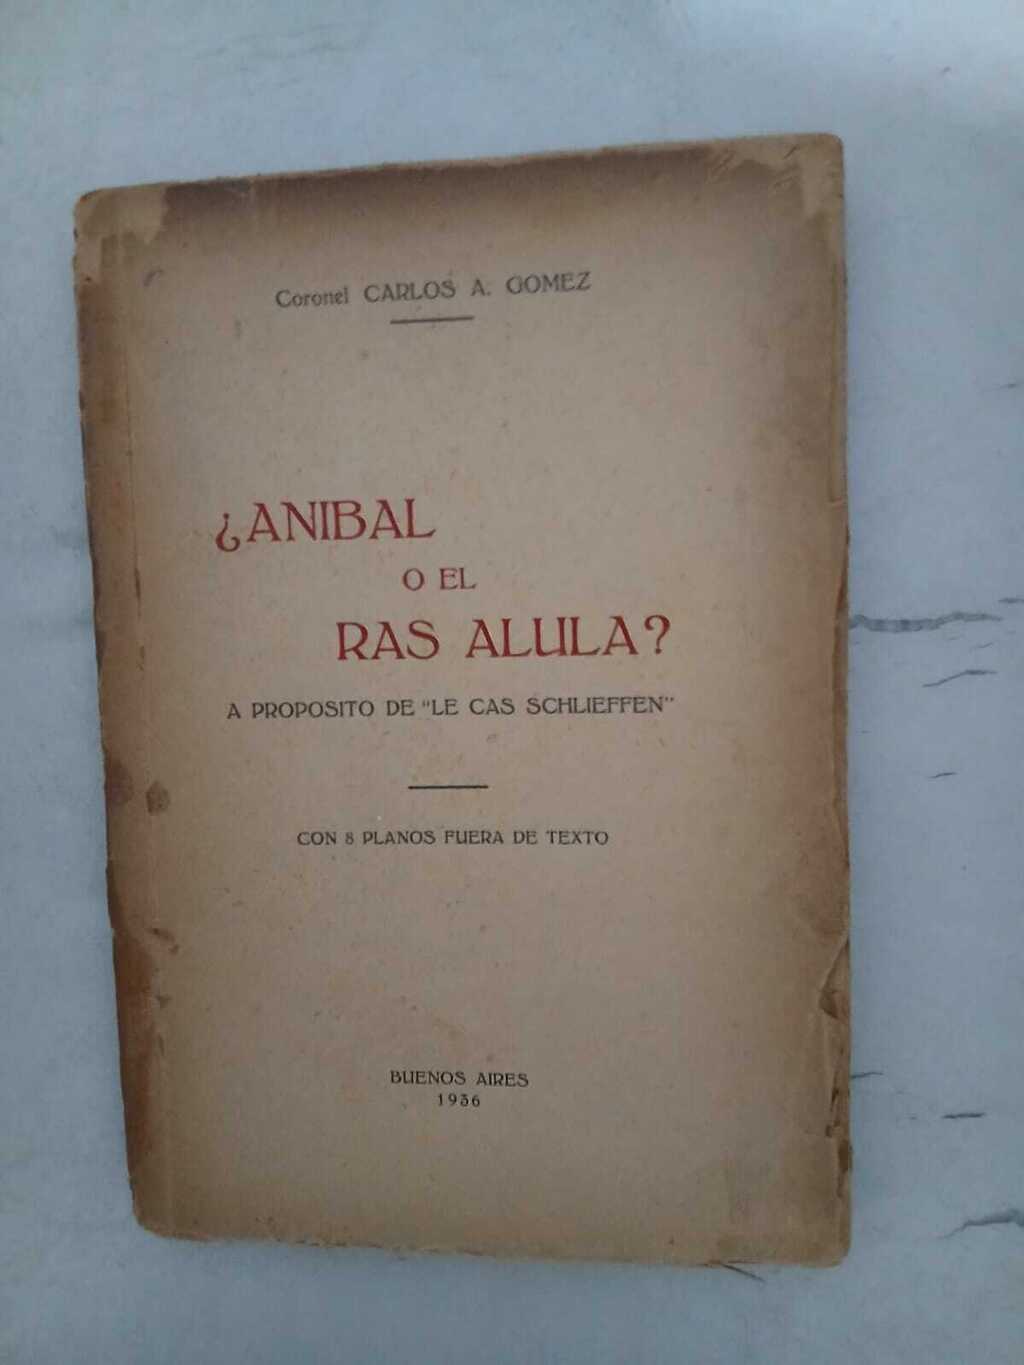 Coronel CARLOS A. GOMEZ
¿ANIBAL
O EL
RAS ALULA?
A PROPOSITO DE "LE CAS SCHLIEFFEN"
CON 8 PLANOS FUERA DE TEXTO
BUENOS AIRES
1936